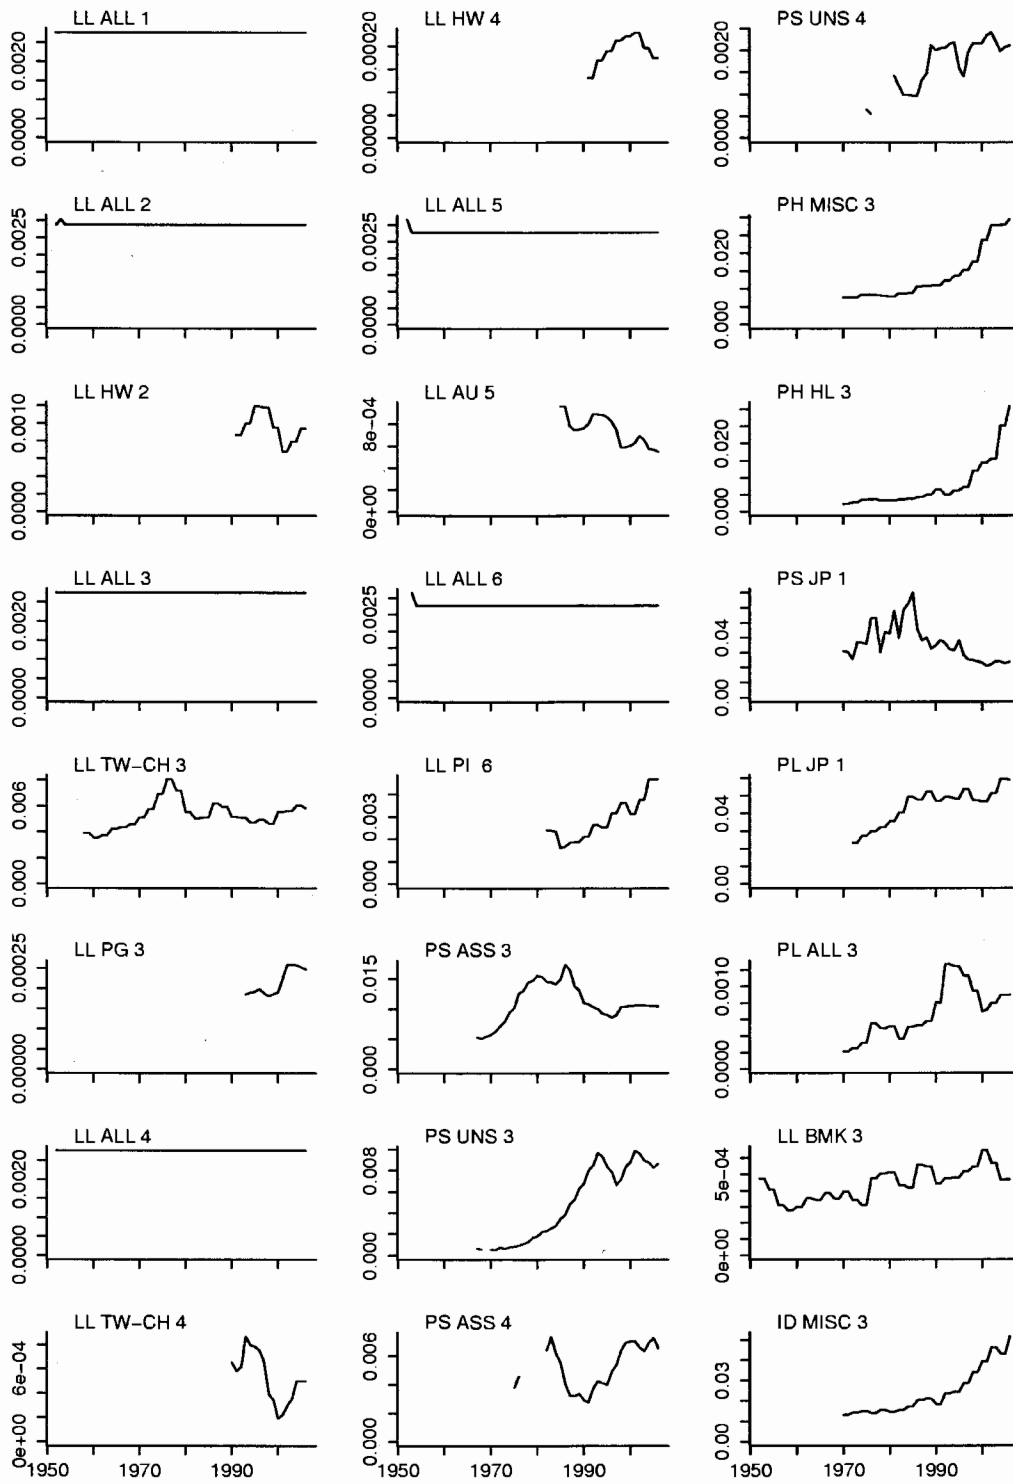 LL ALL 1
0.0020
0.0000
LL HW 4
0.00020
0.00000
PS UNS 4
0.0020
0.0000
LL ALL 2
0.0025
0.0000
LL ALL 5
0.0025
0.0000
PH MISC 3
0.020
0.000
LL HW 2
0.0010
0.0000
LL AU 5
8e-04
0e+00
PH HL 3
0.020
0.000
LL ALL 3
0.0020
0.0000
LL ALL 6
0.0025
0.0000
PS JP 1
0.04
0.00
LL TW-CH 3
0.006
0.000
LL PI 6
0.003
0.000
PL JP 1
0.04
0.00
LL PG 3
0.00025
0.00000
PS ASS 3
0.015
0.000
PL ALL 3
0.0010
0.0000
LL ALL 4
0.0020
0.0000
PS UNS 3
0.008
0.000
LL BMK 3
5e-04
0e+00
LL TW-CH 4
6e-04
0e+00
PS ASS 4
0.006
0.000
ID MISC 3
0.03
0.00
1950 1970 1990 1950 1970 1990 1950 1970 1990